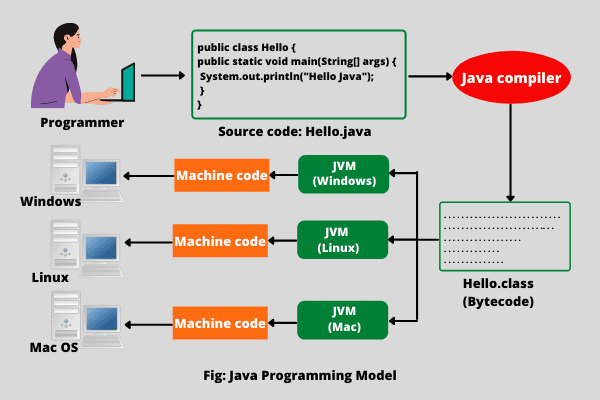 public class Hello {
public static void main(String[] args) {
System.out.println("Hello Java");
}
}
Programmer
Source code: Hello.java
Java compiler
Windows
Machine code
JVM
(Windows)
Linux
Machine code
JVM
(Linux)
Hello.class
(Bytecode)
Mac OS
Machine code
JVM
(Mac)
Fig: Java Programming Model